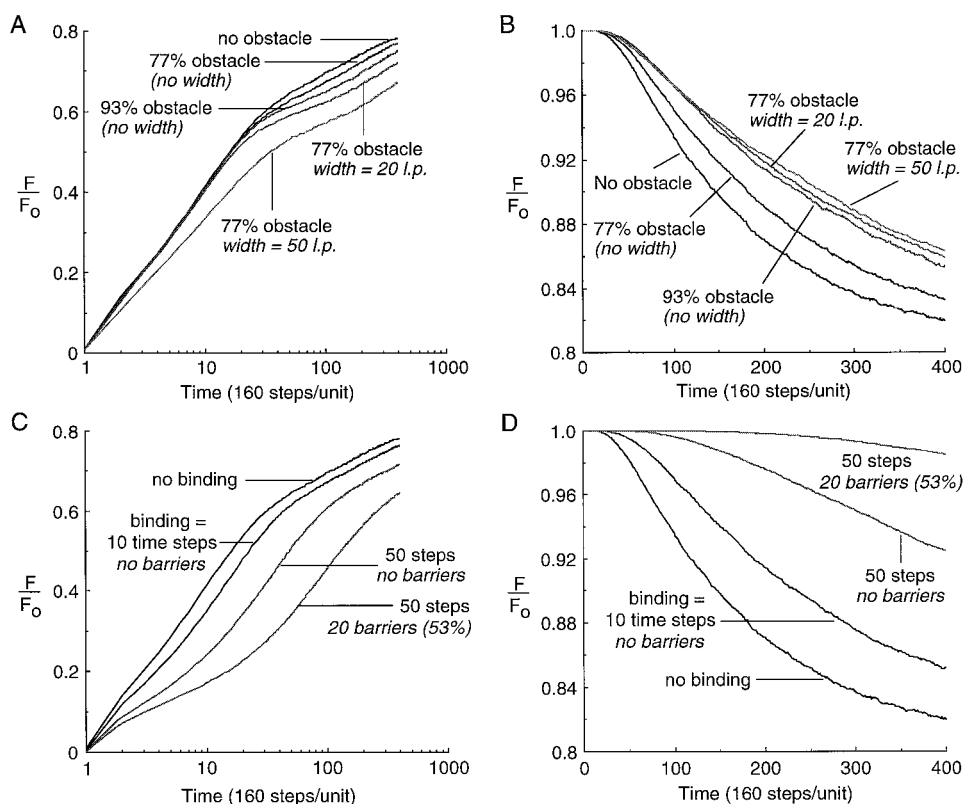 A
0.8
0.6
0.4
0.2
0
F
Fo
no obstacle
77% obstacle
(no width)
93% obstacle
(no width)
77% obstacle
width = 20 l.p.
77% obstacle
width = 50 l.p.
1
10
100
1000
Time (160 steps/unit)
B
1.0
0.96
0.92
0.88
0.84
0.8
F
Fo
77% obstacle
width = 20 l.p.
77% obstacle
width = 50 l.p.
No obstacle
77% obstacle
(no width)
93% obstacle
(no width)
0
100
200
300
400
Time (160 steps/unit)
C
0.8
0.6
0.4
0.2
0
F
Fo
no binding
binding =
10 time steps
no barriers
50 steps
no barriers
50 steps
20 barriers (53%)
1
10
100
1000
Time (160 steps/unit)
D
1.0
0.96
0.92
0.88
0.84
0.8
F
Fo
50 steps
20 barriers (53%)
50 steps
no barriers
binding =
10 time steps
no barriers
no binding
0
100
200
300
400
Time (160 steps/unit)